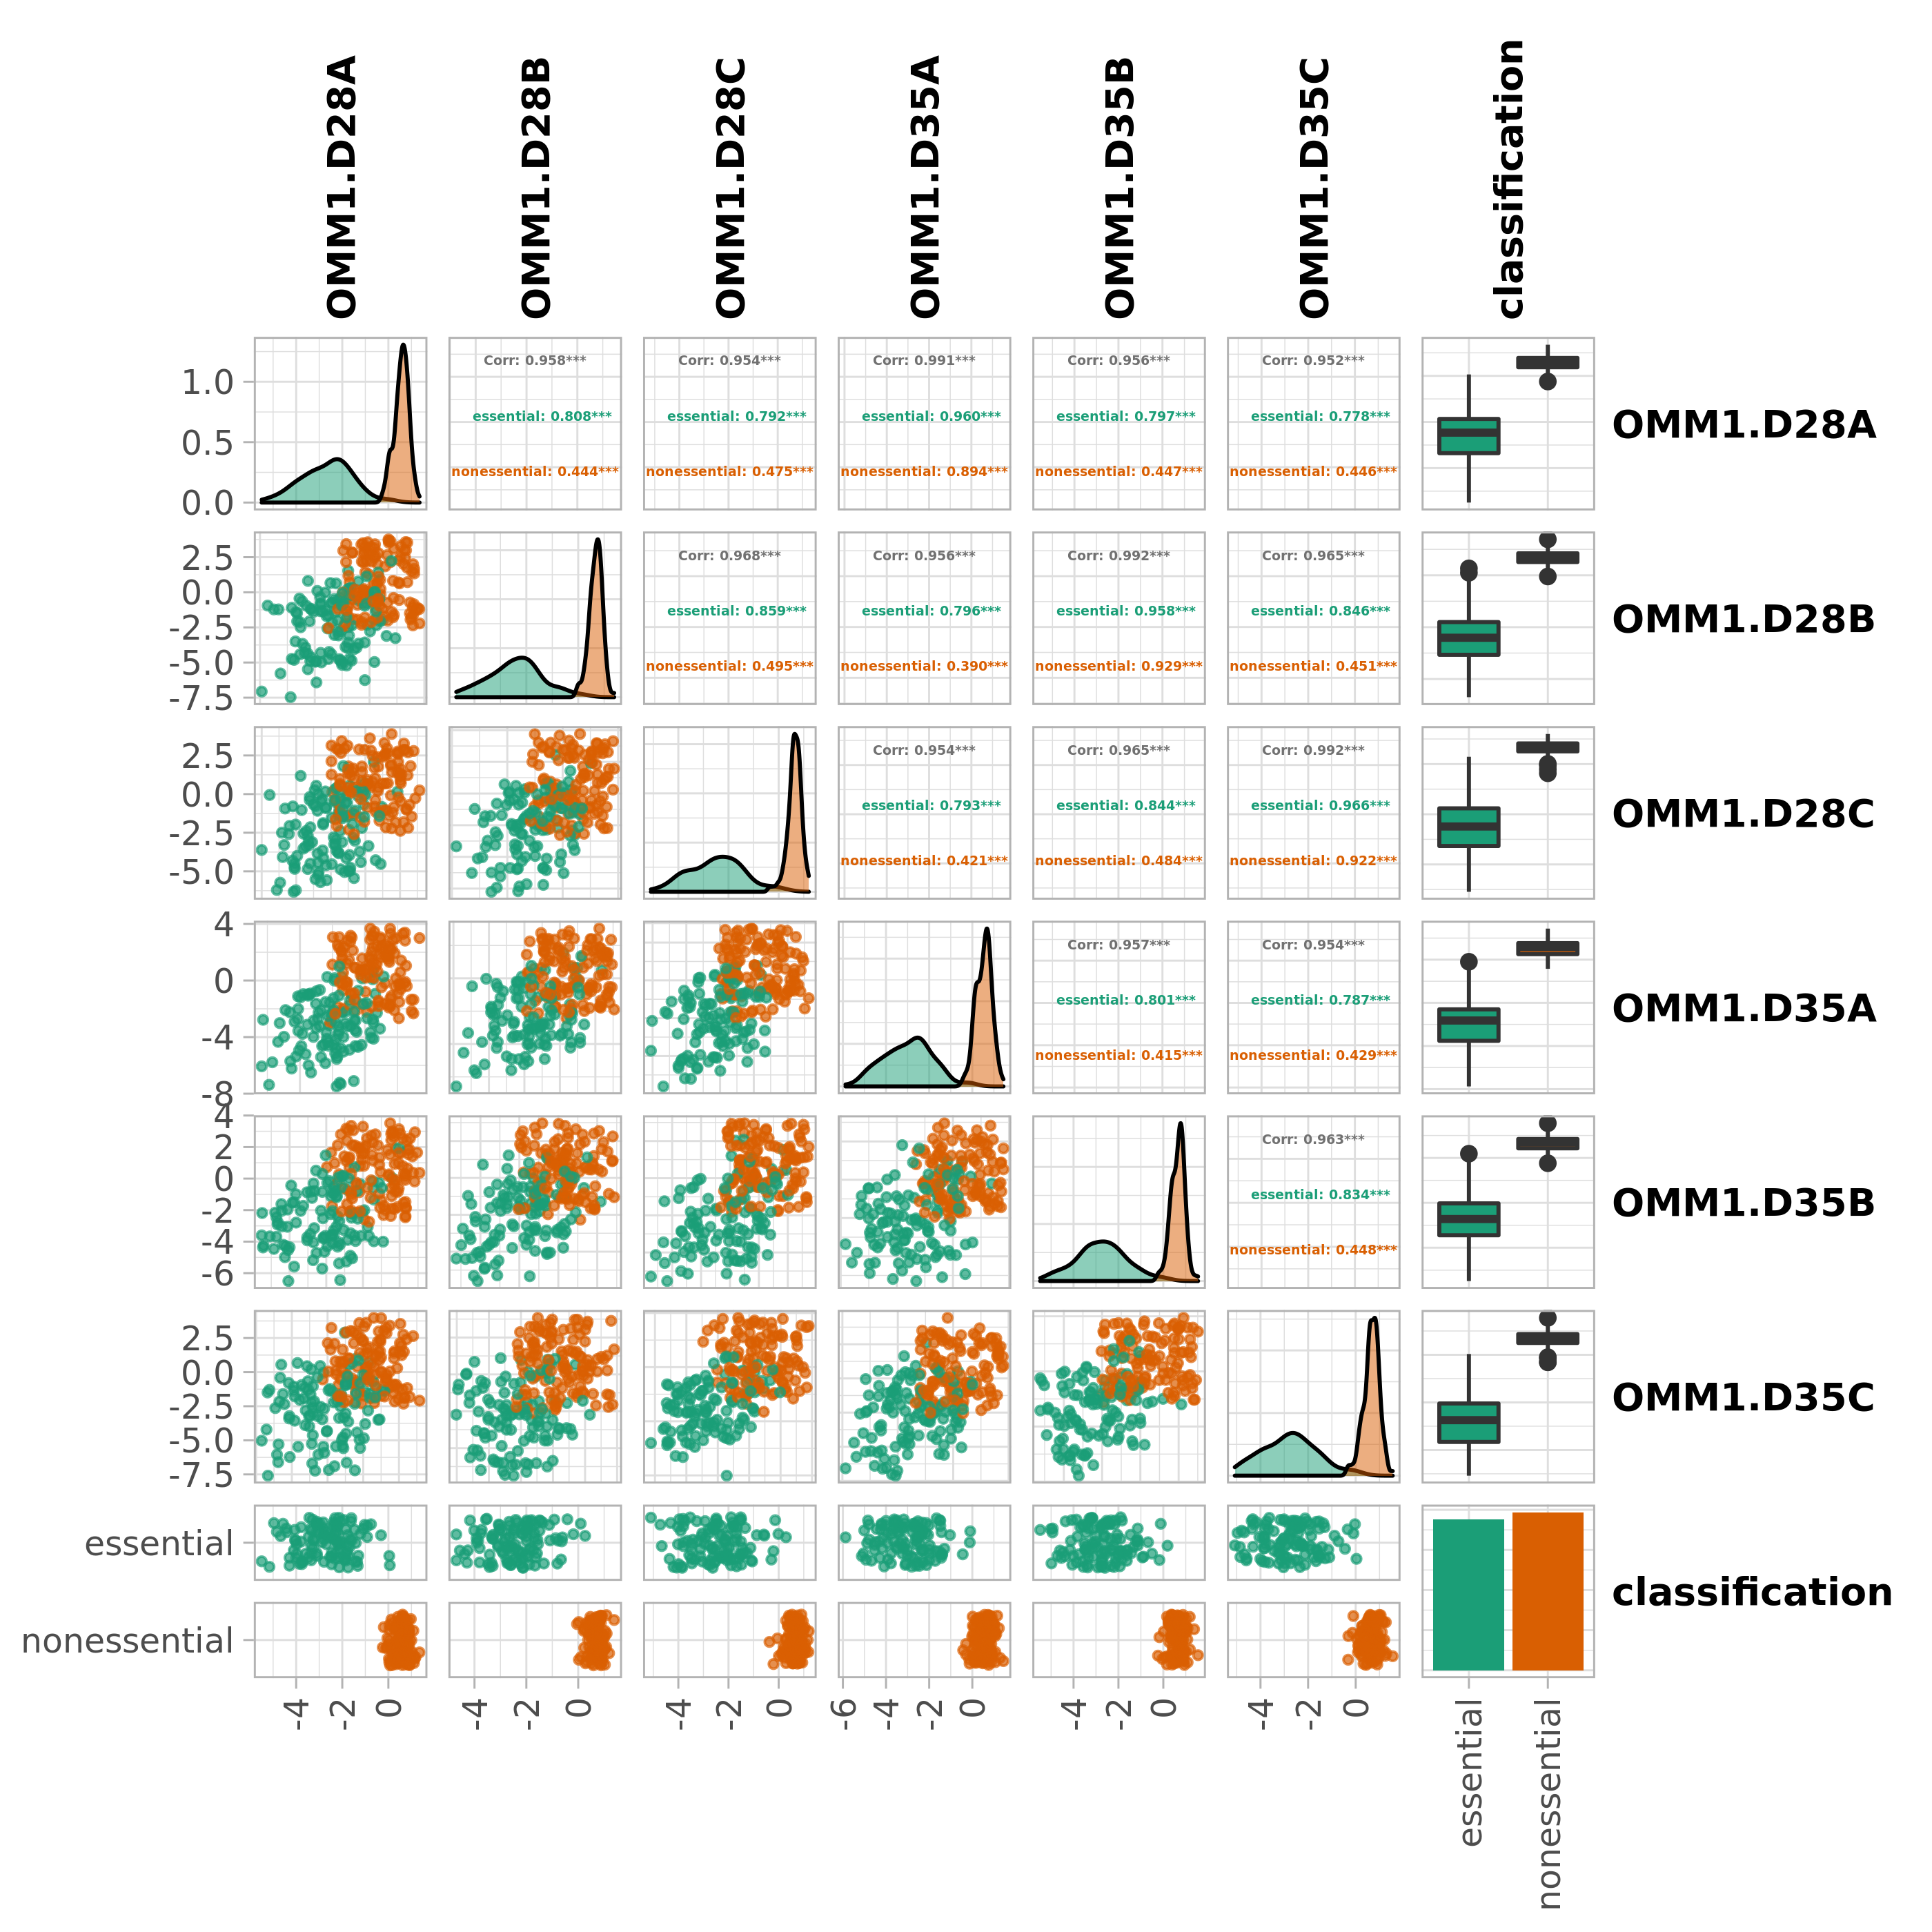 OMM1.D28A
OMM1.D28B
OMM1.D28C
OMM1.D35A
OMM1.D35B
OMM1.D35C
classification
1.0
0.5
0.0
Corr: 0.958***
essential: 0.808***
nonessential: 0.444***
Corr: 0.954***
essential: 0.792***
nonessential: 0.475***
Corr: 0.991***
essential: 0.960***
nonessential: 0.894***
Corr: 0.956***
essential: 0.797***
nonessential: 0.447***
Corr: 0.952***
essential: 0.778***
nonessential: 0.446***
OMM1.D28A
2.5
0.0
-2.5
-5.0
-7.5
Corr: 0.968***
essential: 0.859***
nonessential: 0.495***
Corr: 0.956***
essential: 0.796***
nonessential: 0.390***
Corr: 0.992***
essential: 0.958***
nonessential: 0.929***
Corr: 0.965***
essential: 0.846***
nonessential: 0.451***
OMM1.D28B
2.5
0.0
-2.5
-5.0
Corr: 0.954***
essential: 0.793***
nonessential: 0.421***
Corr: 0.965***
essential: 0.844***
nonessential: 0.484***
Corr: 0.992***
essential: 0.966***
nonessential: 0.922***
OMM1.D28C
4
0
-4
-8
Corr: 0.957***
essential: 0.801***
nonessential: 0.415***
Corr: 0.954***
essential: 0.787***
nonessential: 0.429***
OMM1.D35A
4
2
0
-2
-4
-6
Corr: 0.963***
essential: 0.834***
nonessential: 0.448***
OMM1.D35B
2.5
0.0
-2.5
-5.0
-7.5
OMM1.D35C
essential
nonessential
classification
-4
-2
0
-4
-2
0
-4
-2
0
-6
-4
-2
0
-4
-2
0
-4
-2
0
essential
nonessential